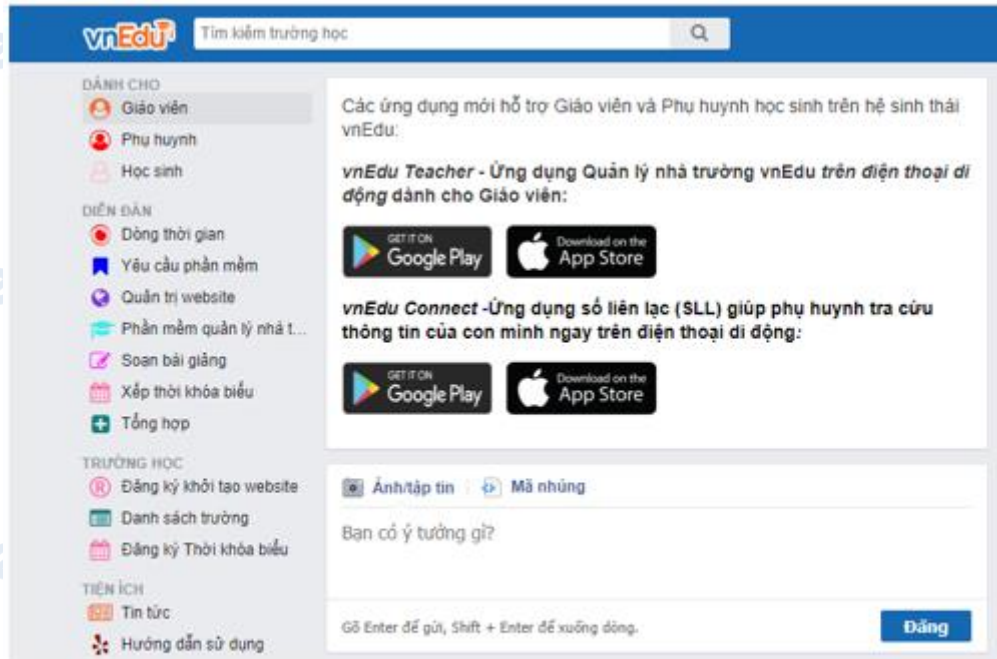 vnEdu
Tìm kiếm trường học
DÀNH CHO
Giáo viên
Phụ huynh
Học sinh
DIỄN ĐÀN
Dòng thời gian
Yêu cầu phần mềm
Quản trị website
Phần mềm quản lý nhà t...
Soạn bài giảng
Xếp thời khóa biểu
Tổng hợp
TRƯỜNG HỌC
Đăng ký khởi tạo website
Danh sách trường
Đăng ký Thời khóa biểu
TIỆN ÍCH
Tin tức
Hướng dẫn sử dụng
Các ứng dụng mới hỗ trợ Giáo viên và Phụ huynh học sinh trên hệ sinh thái
vnEdu:
vnEdu Teacher - Ứng dụng Quản lý nhà trường vnEdu trên điện thoại di
động dành cho Giáo viên:
GET IT ON
Google Play
Download on the
App Store
vnEdu Connect -Ứng dụng sổ liên lạc (SLL) giúp phụ huynh tra cứu
thông tin của con mình ngay trên điện thoại di động:
GET IT ON
Google Play
Download on the
App Store
Ảnh/tập tin
Mã nhúng
Bạn có ý tưởng gì?
Gõ Enter để gửi, Shift + Enter để xuống dòng.
Đăng